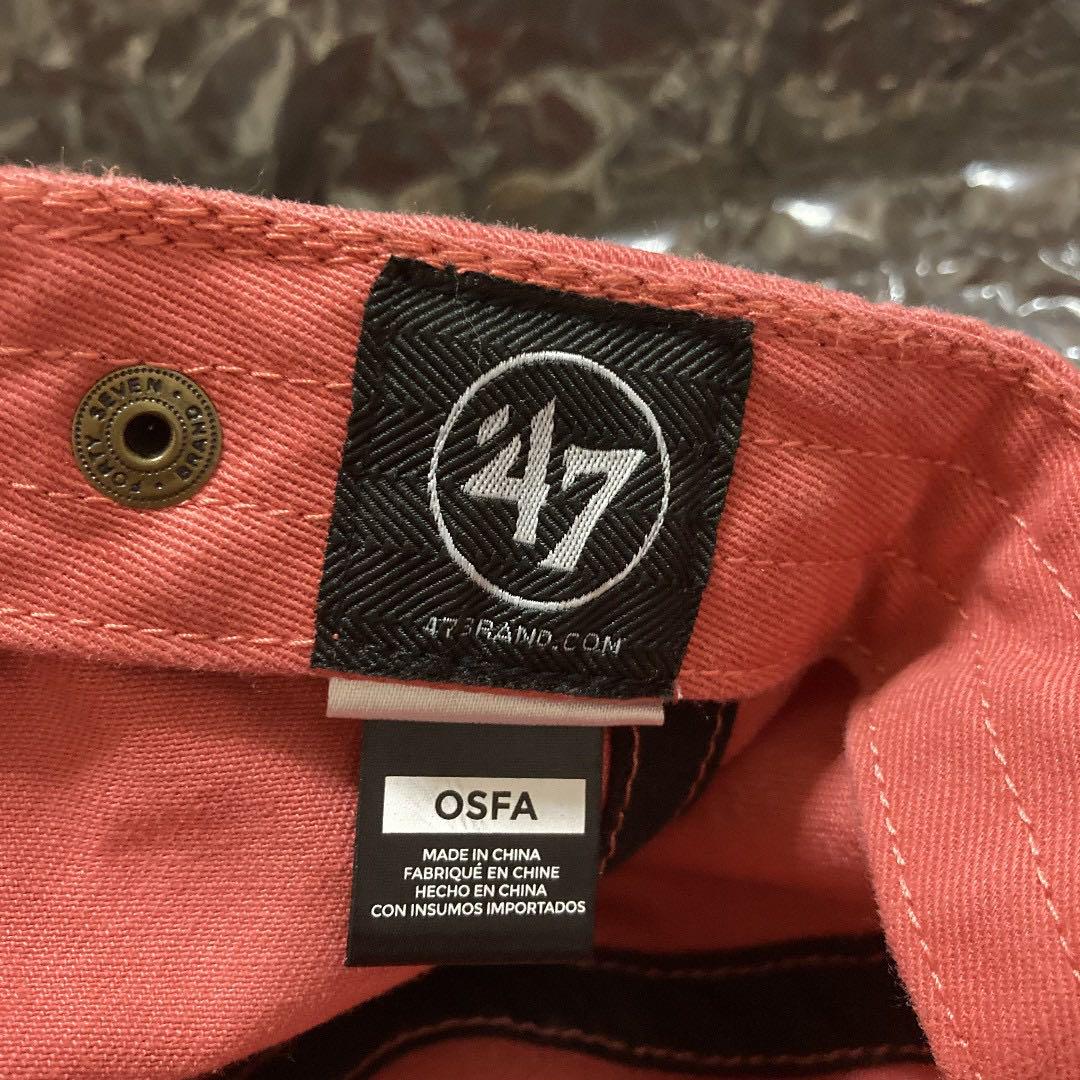 FORTY SEVEN • BRAND •
'47
47BRAND.COM
OSFA
MADE IN CHINA
FABRIQUÉ EN CHINE
HECHO EN CHINA
CON INSUMOS IMPORTADOS